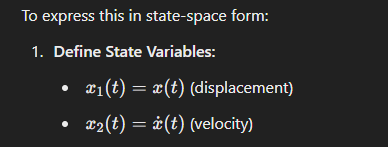 To express this in state-space form:
1. Define State Variables:
• x₁(t) = x(t) (displacement)
• x₂(t) = ẋ(t) (velocity)